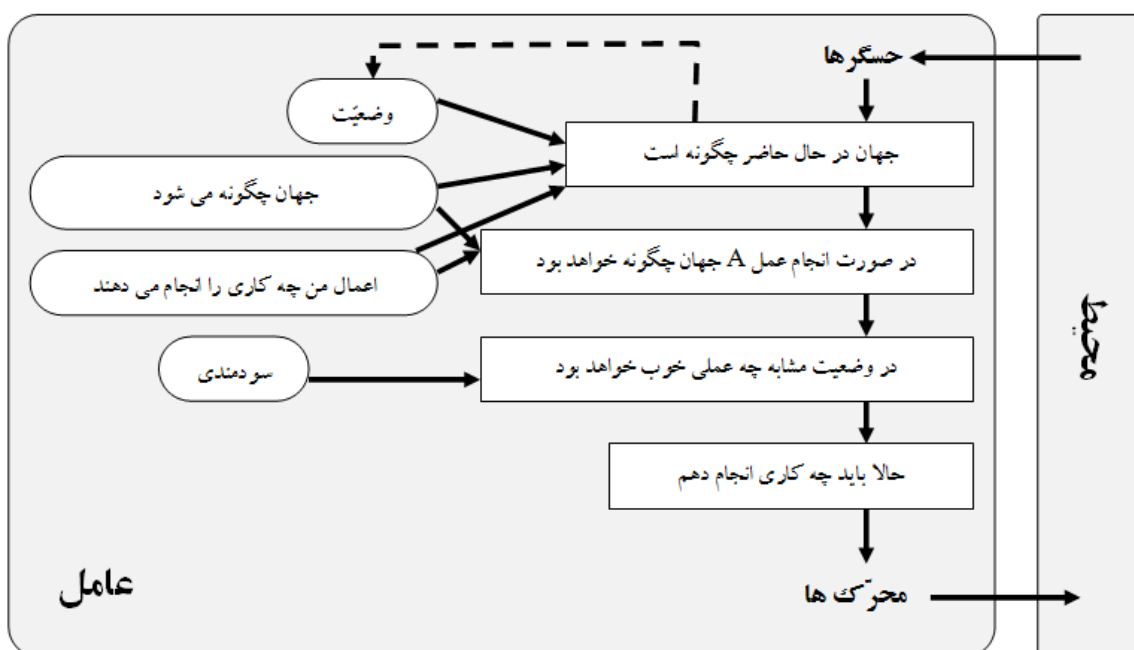 حسگرها
وضعیّت
جهان در حال حاضر چگونه است
جهان چگونه می شود
در صورت انجام عمل A جهان چگونه خواهد بود
اعمال من چه کاری را انجام می دهند
محیط
در وضعیت مشابه چه عملی خوب خواهد بود
سودمندی
حالا باید چه کاری انجام دهم
محرّک ها
عامل